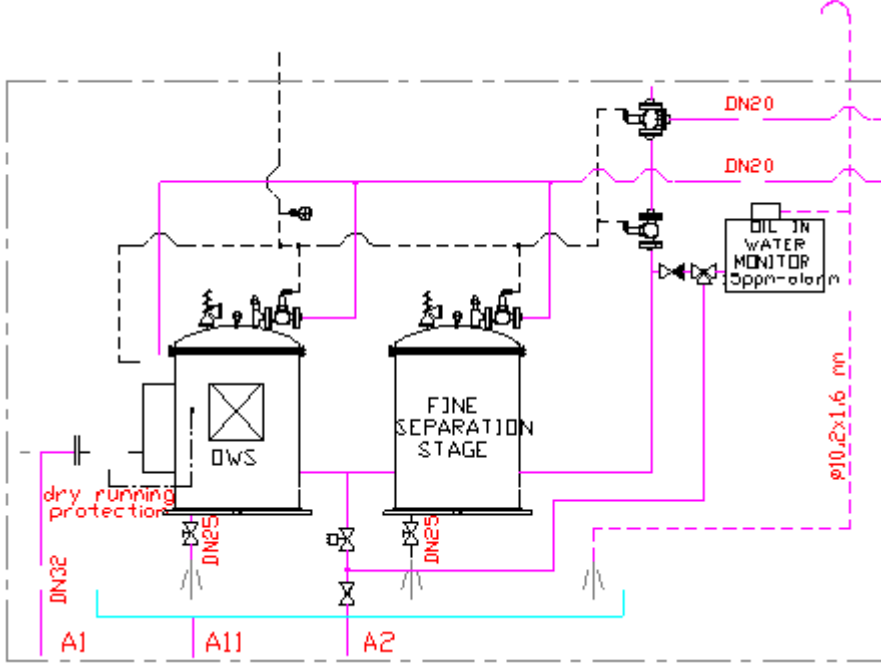 DN20
DN20
OIL IN
WATER
MONITOR
15ppm-alarm
FINE
SEPARATION
STAGE
OWS
ø10.2x1.6 mm
dry running
protection
DN25
DN25
DN32
A1
A11
A2